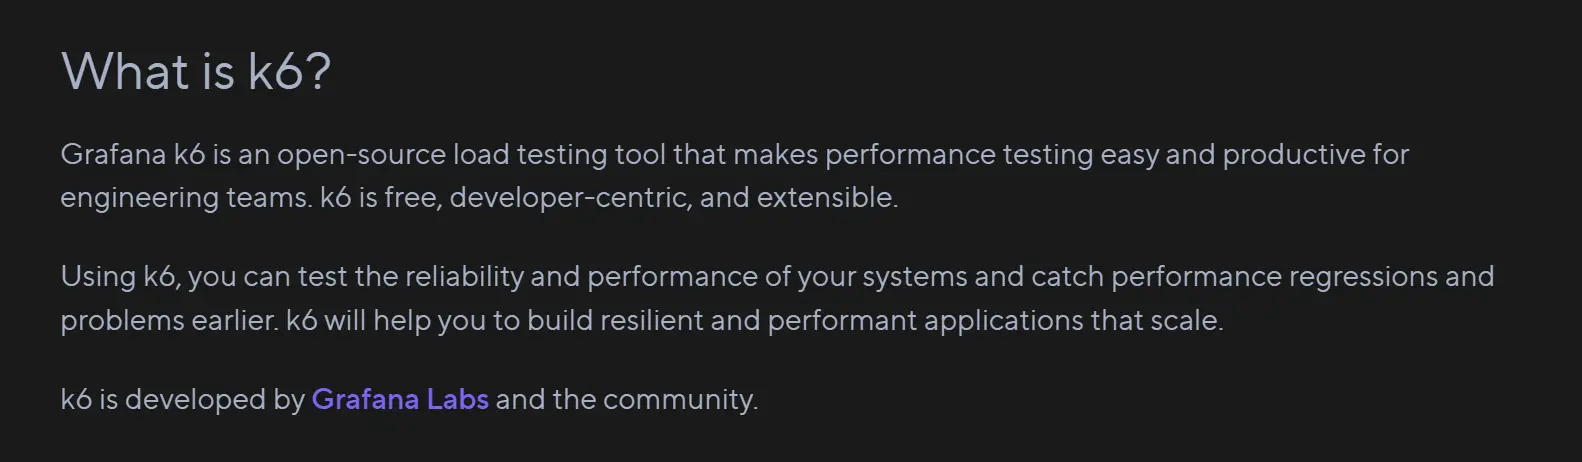 What is k6?
Grafana k6 is an open-source load testing tool that makes performance testing easy and productive for
engineering teams. k6 is free, developer-centric, and extensible.
Using k6, you can test the reliability and performance of your systems and catch performance regressions and
problems earlier. k6 will help you to build resilient and performant applications that scale.
k6 is developed by Grafana Labs and the community.